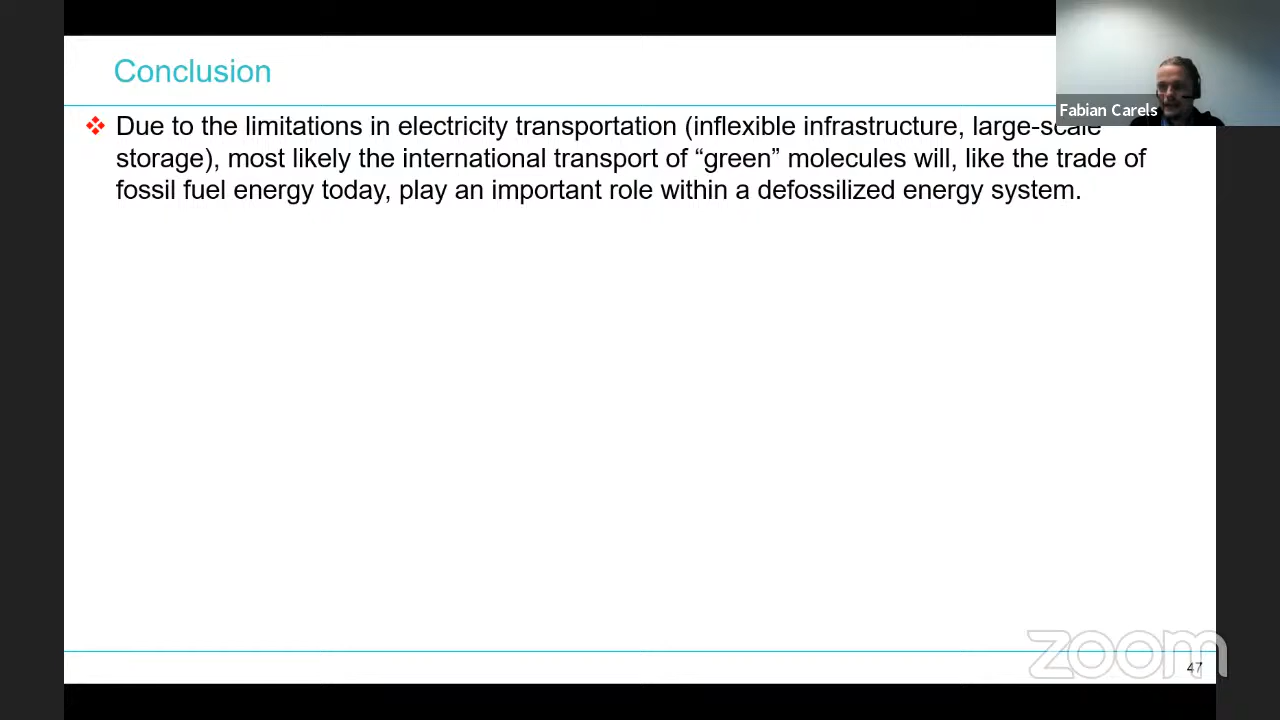 Conclusion
Fabian Carels
❖ Due to the limitations in electricity transportation (inflexible infrastructure, large-scale
storage), most likely the international transport of “green” molecules will, like the trade of
fossil fuel energy today, play an important role within a defossilized energy system.
zoom
47